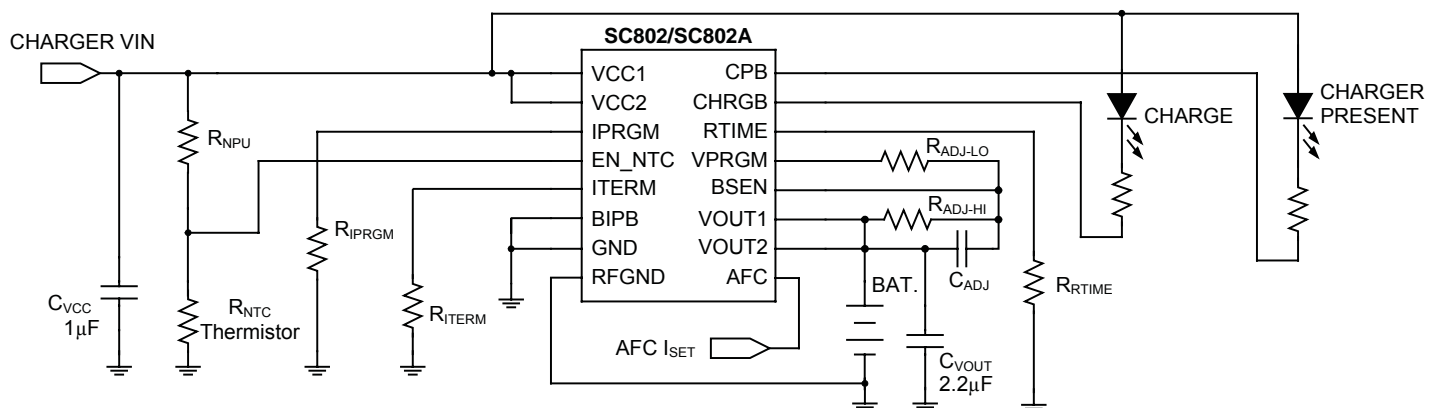 SC802/SC802A
CHARGER VIN
VCC1
VCC2
IPRGM
EN_NTC
ITERM
BIPB
GND
RFGND
CPB
CHRGB
RTIME
VPRGM
BSEN
VOUT1
VOUT2
AFC
RNPU
RIPRGM
CVCC
1μF
RNTC
Thermistor
RITERM
AFC ISET
RADJ-LO
RADJ-HI
CADJ
BAT.
CVOUT
2.2μF
RRTIME
CHARGE
CHARGER
PRESENT